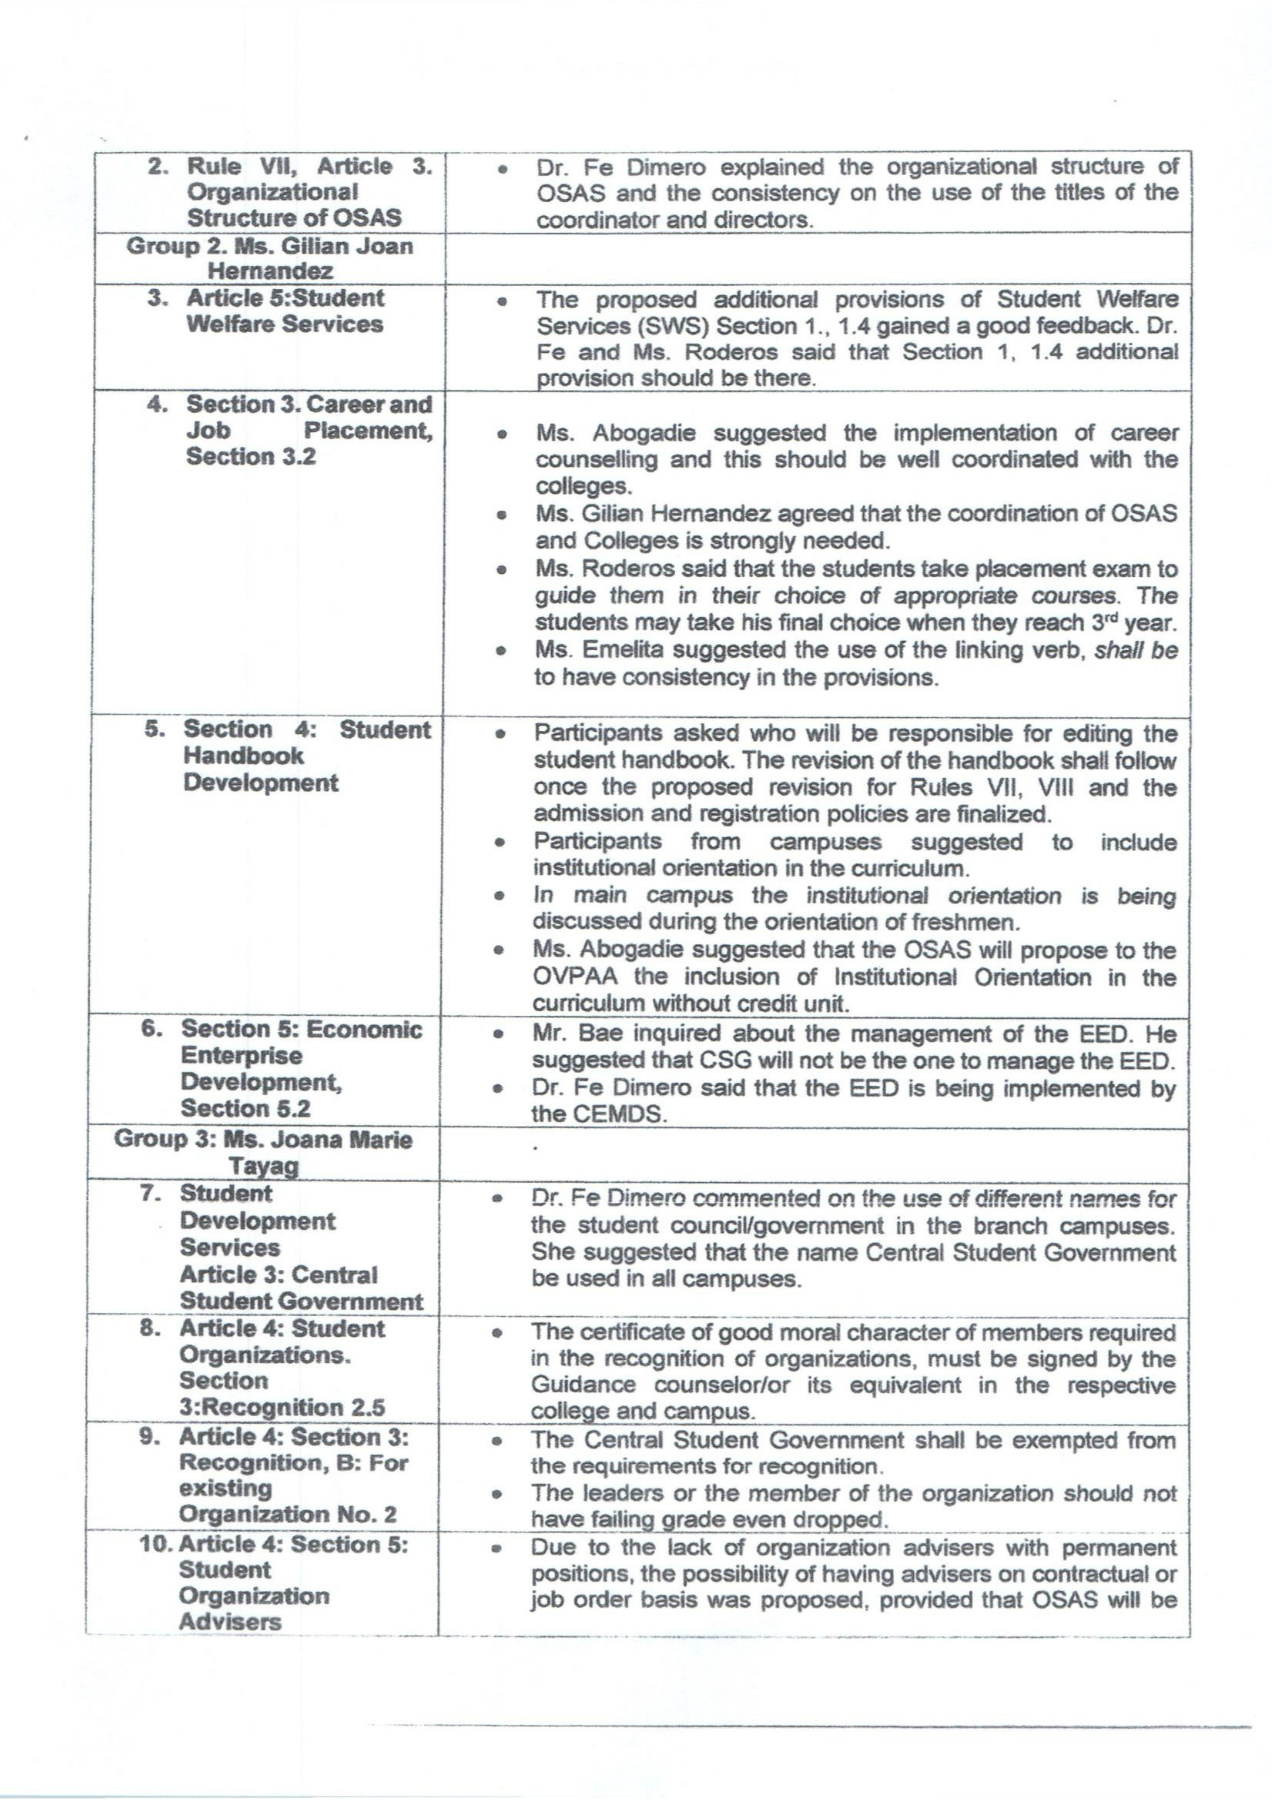 2. Rule VII, Article 3.
Organizational
Structure of OSAS
• Dr. Fe Dimero explained the organizational structure of
OSAS and the consistency on the use of the titles of the
coordinator and directors.
Group 2. Ms. Gilian Joan
Hernandez
3. Article 5:Student
Welfare Services
• The proposed additional provisions of Student Welfare
Services (SWS) Section 1., 1.4 gained a good feedback. Dr.
Fe and Ms. Roderos said that Section 1, 1.4 additional
provision should be there.
4. Section 3. Career and
Job Placement,
Section 3.2
• Ms. Abogadie suggested the implementation of career
counselling and this should be well coordinated with the
colleges.
• Ms. Gilian Hernandez agreed that the coordination of OSAS
and Colleges is strongly needed.
• Ms. Roderos said that the students take placement exam to
guide them in their choice of appropriate courses. The
students may take his final choice when they reach 3rd year.
• Ms. Emelita suggested the use of the linking verb, shall be
to have consistency in the provisions.
5. Section 4: Student
Handbook
Development
• Participants asked who will be responsible for editing the
student handbook. The revision of the handbook shall follow
once the proposed revision for Rules VII, VIII and the
admission and registration policies are finalized.
• Participants from campuses suggested to include
institutional orientation in the curriculum.
• In main campus the institutional orientation is being
discussed during the orientation of freshmen.
• Ms. Abogadie suggested that the OSAS will propose to the
OVPAA the inclusion of Institutional Orientation in the
curriculum without credit unit.
6. Section 5: Economic
Enterprise
Development,
Section 5.2
• Mr. Bae inquired about the management of the EED. He
suggested that CSG will not be the one to manage the EED.
• Dr. Fe Dimero said that the EED is being implemented by
the CEMDS.
Group 3: Ms. Joana Marie
Tayag
7. Student
Development
Services
Article 3: Central
Student Government
• Dr. Fe Dimero commented on the use of different names for
the student council/government in the branch campuses.
She suggested that the name Central Student Government
be used in all campuses.
8. Article 4: Student
Organizations.
Section
3:Recognition 2.5
• The certificate of good moral character of members required
in the recognition of organizations, must be signed by the
Guidance counselor/or its equivalent in the respective
college and campus.
9. Article 4: Section 3:
Recognition, B: For
existing
Organization No. 2
• The Central Student Government shall be exempted from
the requirements for recognition.
• The leaders or the member of the organization should not
have failing grade even dropped.
10. Article 4: Section 5:
Student
Organization
Advisers
• Due to the lack of organization advisers with permanent
positions, the possibility of having advisers on contractual or
job order basis was proposed, provided that OSAS will be